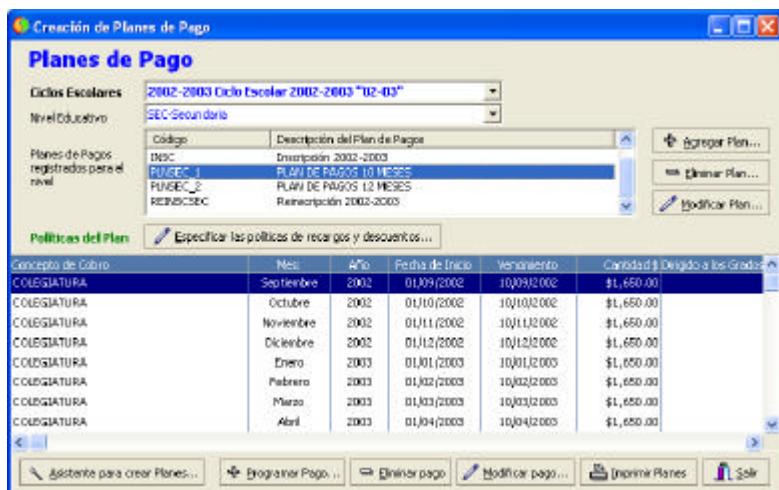 Creación de Planes de Pago
Planes de Pago
Ciclos Escolares 2002-2003 Ciclo Escolar 2002-2003 "02-03"
Nivel Educativo SEC-Secundaria
Planes de Pagos registrados para el nivel
Código Descripción del Plan de Pagos
INSC Inscripción 2002-2003
PLNSEC_1 PLAN DE PAGOS 10 MESES
PLNSEC_2 PLAN DE PAGOS 12 MESES
REINSCSEC Reinscripción 2002-2003
Agregar Plan...
Eliminar Plan...
Modificar Plan...
Políticas del Plan Especificar las políticas de recargos y descuentos...
Concepto de Cobro Mes Año Fecha de Inicio Vencimiento Cantidad $ Dirigido a los Grados
COLEGIATURA Septiembre 2002 01/09/2002 10/09/2002 $1,650.00
COLEGIATURA Octubre 2002 01/10/2002 10/10/2002 $1,650.00
COLEGIATURA Noviembre 2002 01/11/2002 10/11/2002 $1,650.00
COLEGIATURA Diciembre 2002 01/12/2002 10/12/2002 $1,650.00
COLEGIATURA Enero 2003 01/01/2003 10/01/2003 $1,650.00
COLEGIATURA Febrero 2003 01/02/2003 10/02/2003 $1,650.00
COLEGIATURA Marzo 2003 01/03/2003 10/03/2003 $1,650.00
COLEGIATURA Abril 2003 01/04/2003 10/04/2003 $1,650.00
Asistente para crear Planes... Programar Pago... Eliminar pago Modificar pago... Imprimir Planes Salir